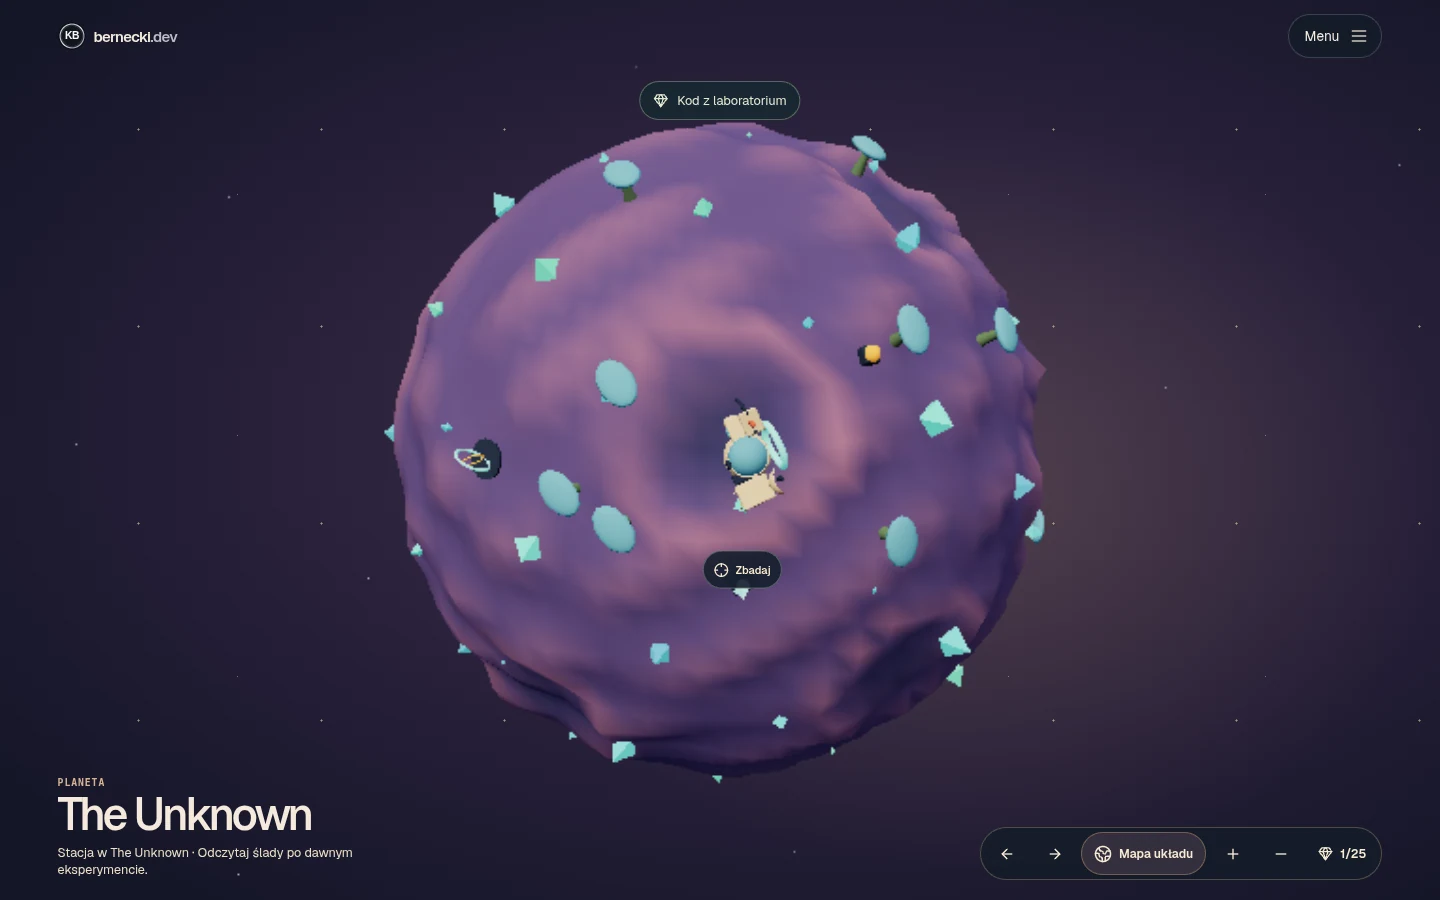 KB bernecki.dev
Menu
Kod z laboratorium
Zbadaj
PLANETA
The Unknown
Stacja w The Unknown · Odczytaj ślady po dawnym
eksperymencie.
Mapa układu
1/25